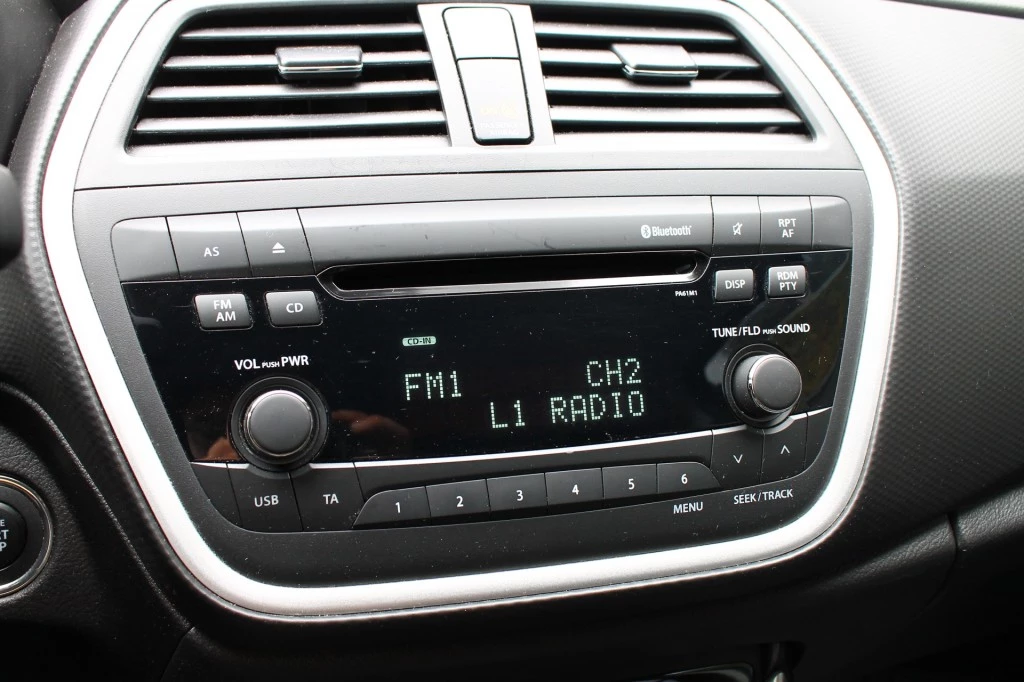 AS
Bluetooth
RPT
AF
FM
AM
CD
PA61M1
DISP
RDM
PTY
CD-IN
TUNE/FLD PUSH SOUND
VOL PUSH PWR
FM1
CH2
L1 RADIO
USB
TA
1
2
3
4
5
6
MENU
SEEK/TRACK